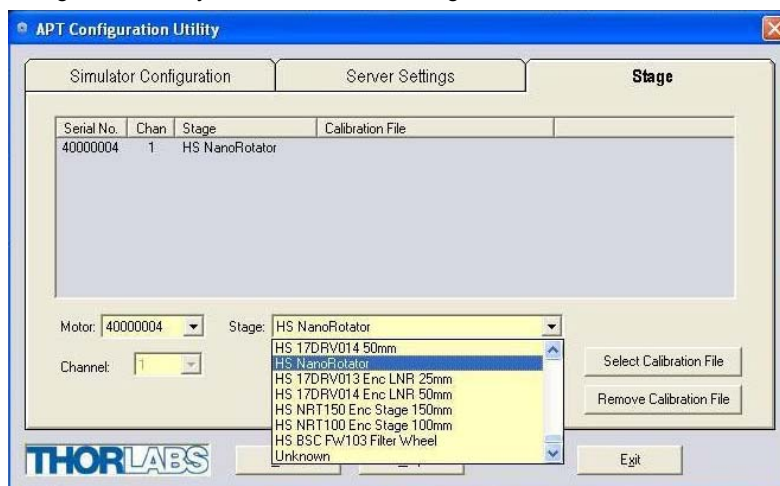 APT Configuration Utility
Simulator Configuration Server Settings Stage
Serial No. Chan Stage Calibration File
40000004 1 HS NanoRotator
Motor: 40000004 Stage: HS NanoRotator
Channel: 1
HS 17DRV014 50mm
HS NanoRotator
HS 17DRV013 Enc LNR 25mm
HS 17DRV014 Enc LNR 50mm
HS NRT150 Enc Stage 150mm
HS NRT100 Enc Stage 100mm
HS BSC FW103 Filter Wheel
Unknown
Select Calibration File
Remove Calibration File
THORLABS
Exit